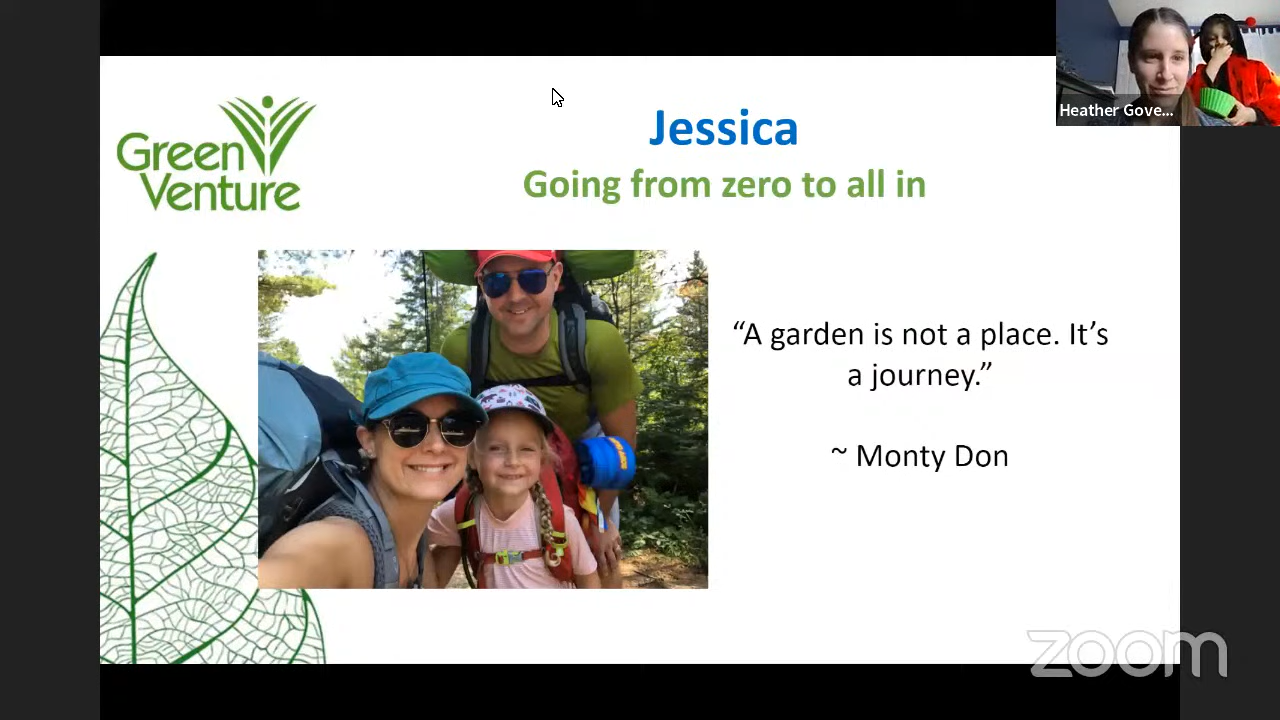 Heather Gove...
Green
Venture
Jessica
Going from zero to all in
“A garden is not a place. It’s
a journey.”
~ Monty Don
zoom